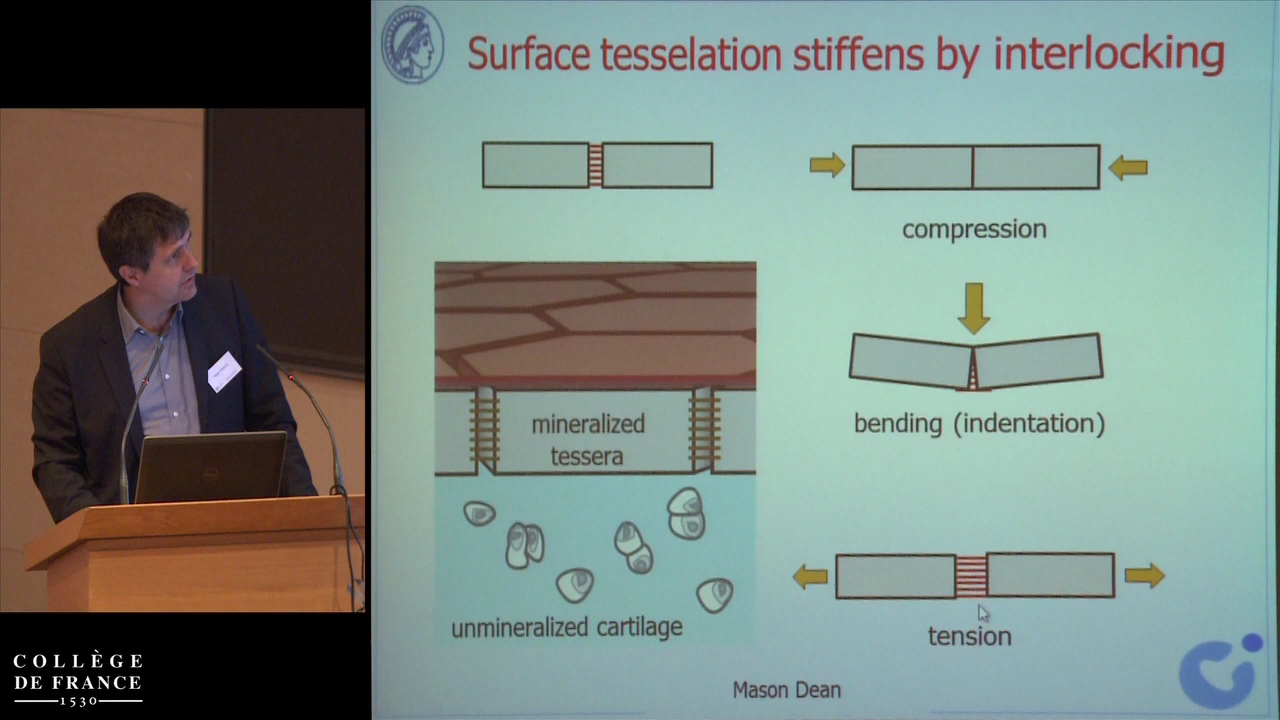 Surface tesselation stiffens by interlocking
compression
mineralized
tessera
bending (indentation)
unmineralized cartilage
tension
Mason Dean
COLLÈGE
DE FRANCE
1530